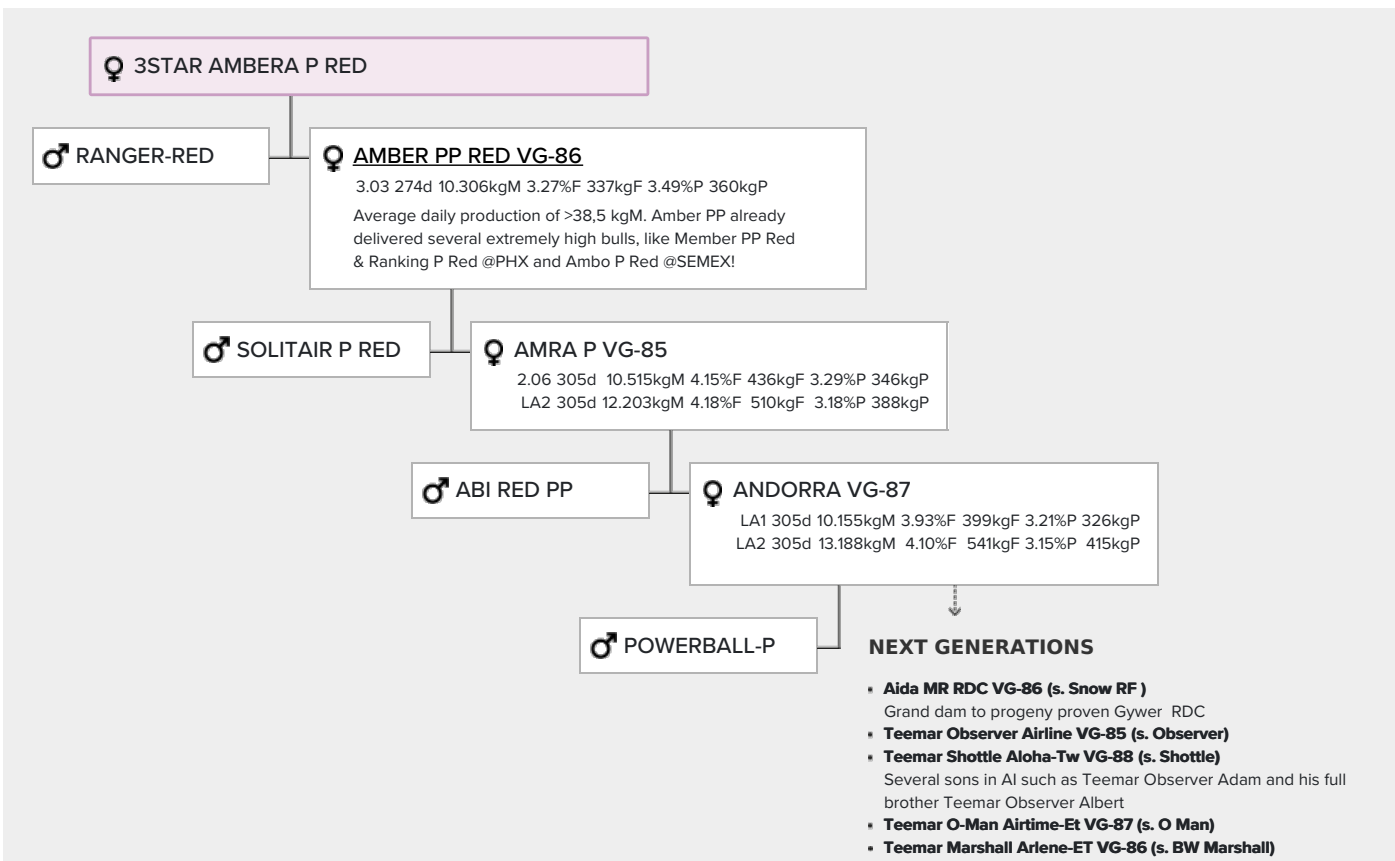 3STAR AMBERA P RED
RANGER-RED
AMBER PP RED VG-86
3.03 274d 10.306kgM 3.27%F 337kgF 3.49%P 360kgP
Average daily production of >38,5 kgM. Amber PP already
delivered several extremely high bulls, like Member PP Red
& Ranking P Red @PHX and Ambo P Red @SEMEX!
SOLITAIR P RED
AMRA P VG-85
2.06 305d 10.515kgM 4.15%F 436kgF 3.29%P 346kgP
LA2 305d 12.203kgM 4.18%F 510kgF 3.18%P 388kgP
ABI RED PP
ANDORRA VG-87
LA1 305d 10.155kgM 3.93%F 399kgF 3.21%P 326kgP
LA2 305d 13.188kgM 4.10%F 541kgF 3.15%P 415kgP
POWERBALL-P
NEXT GENERATIONS
Aida MR RDC VG-86 (s. Snow RF )
Grand dam to progeny proven Gywer RDC
Teemar Observer Airline VG-85 (s. Observer)
Teemar Shottle Aloha-Tw VG-88 (s. Shottle)
Several sons in AI such as Teemar Observer Adam and his full
brother Teemar Observer Albert
Teemar O-Man Airtime-Et VG-87 (s. O Man)
Teemar Marshall Arlene-ET VG-86 (s. BW Marshall)